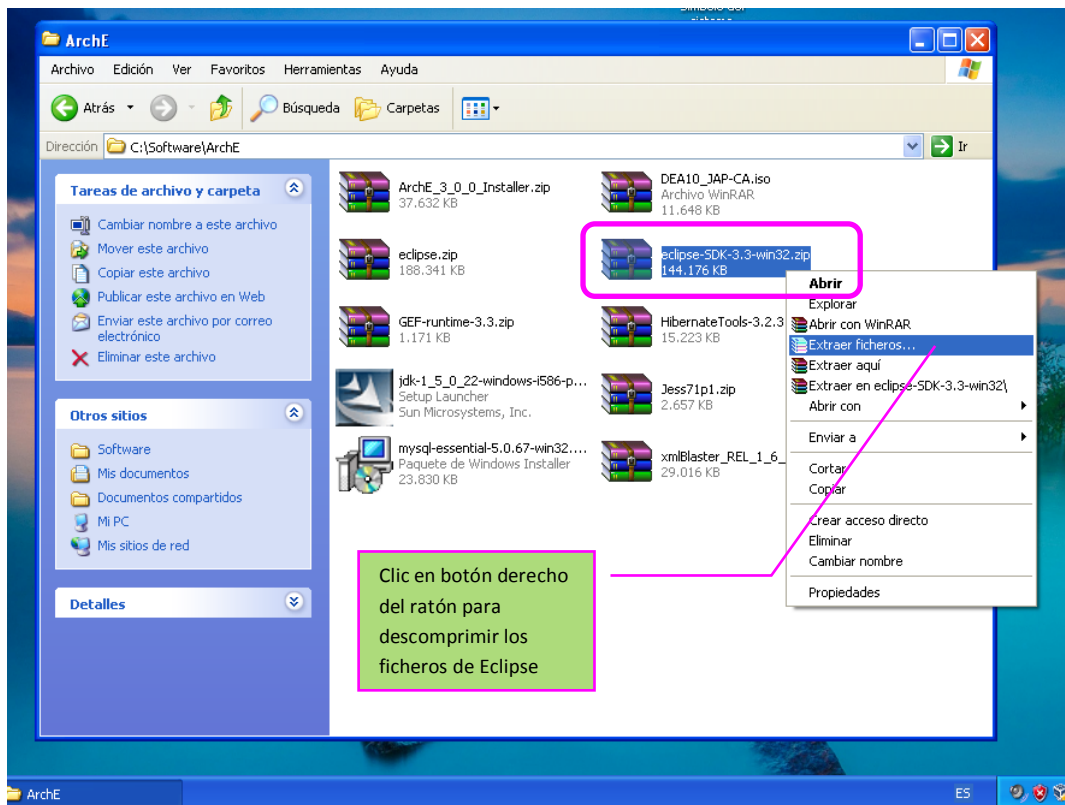 Símbolo del
sistema
ArchE
Archivo Edición Ver Favoritos Herramientas Ayuda
Atrás Búsqueda Carpetas
Dirección C:\Software\ArchE Ir
Tareas de archivo y carpeta
Cambiar nombre a este archivo
Mover este archivo
Copiar este archivo
Publicar este archivo en Web
Enviar este archivo por correo
electrónico
Eliminar este archivo
Otros sitios
Software
Mis documentos
Documentos compartidos
Mi PC
Mis sitios de red
Detalles
ArchE_3_0_0_Installer.zip
37.632 KB
DEA10_JAP-CA.iso
Archivo WinRAR
11.648 KB
eclipse.zip
188.341 KB
eclipse-SDK-3.3-win32.zip
144.176 KB
GEF-runtime-3.3.zip
1.171 KB
HibernateTools-3.2.3
15.223 KB
jdk-1_5_0_22-windows-i586-p...
Setup Launcher
Sun Microsystems, Inc.
Jess71p1.zip
2.657 KB
mysql-essential-5.0.67-win32....
Paquete de Windows Installer
23.830 KB
xmlBlaster_REL_1_6_
29.016 KB
Abrir
Explorar
Abrir con WinRAR
Extraer ficheros...
Extraer aquí
Extraer en eclipse-SDK-3.3-win32\
Abrir con
Enviar a
Cortar
Copiar
Crear acceso directo
Eliminar
Cambiar nombre
Propiedades
Clic en botón derecho
del ratón para
descomprimir los
ficheros de Eclipse
ArchE
ES